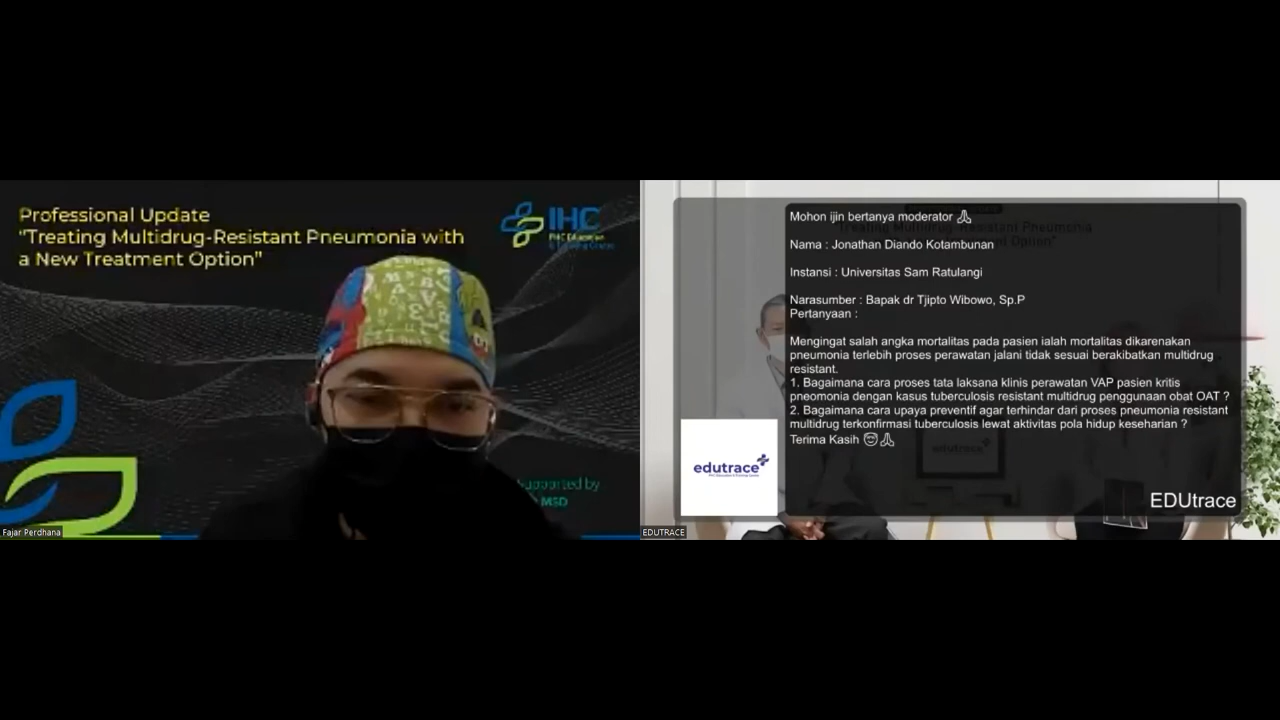 Professional Update
"Treating Multidrug-Resistant Pneumonia with
a New Treatment Option"
IHC
PMC Education
& Training Center
Supported by
MSD
Fajar Perdhana
Mohon ijin bertanya moderator 🙏
Nama : Jonathan Diando Kotambunan
Instansi : Universitas Sam Ratulangi
Narasumber : Bapak dr Tjipto Wibowo, Sp.P
Pertanyaan :
Mengingat salah angka mortalitas pada pasien ialah mortalitas dikarenakan
pneumonia terlebih proses perawatan jalani tidak sesuai berakibatkan multidrug
resistant.
1. Bagaimana cara proses tata laksana klinis perawatan VAP pasien kritis
pneomonia dengan kasus tuberculosis resistant multidrug penggunaan obat OAT ?
2. Bagaimana cara upaya preventif agar terhindar dari proses pneumonia resistant
multidrug terkonfirmasi tuberculosis lewat aktivitas pola hidup keseharian ?
Terima Kasih 😇🙏
edutrace
edutrace
EDUtrace
EDUTRACE